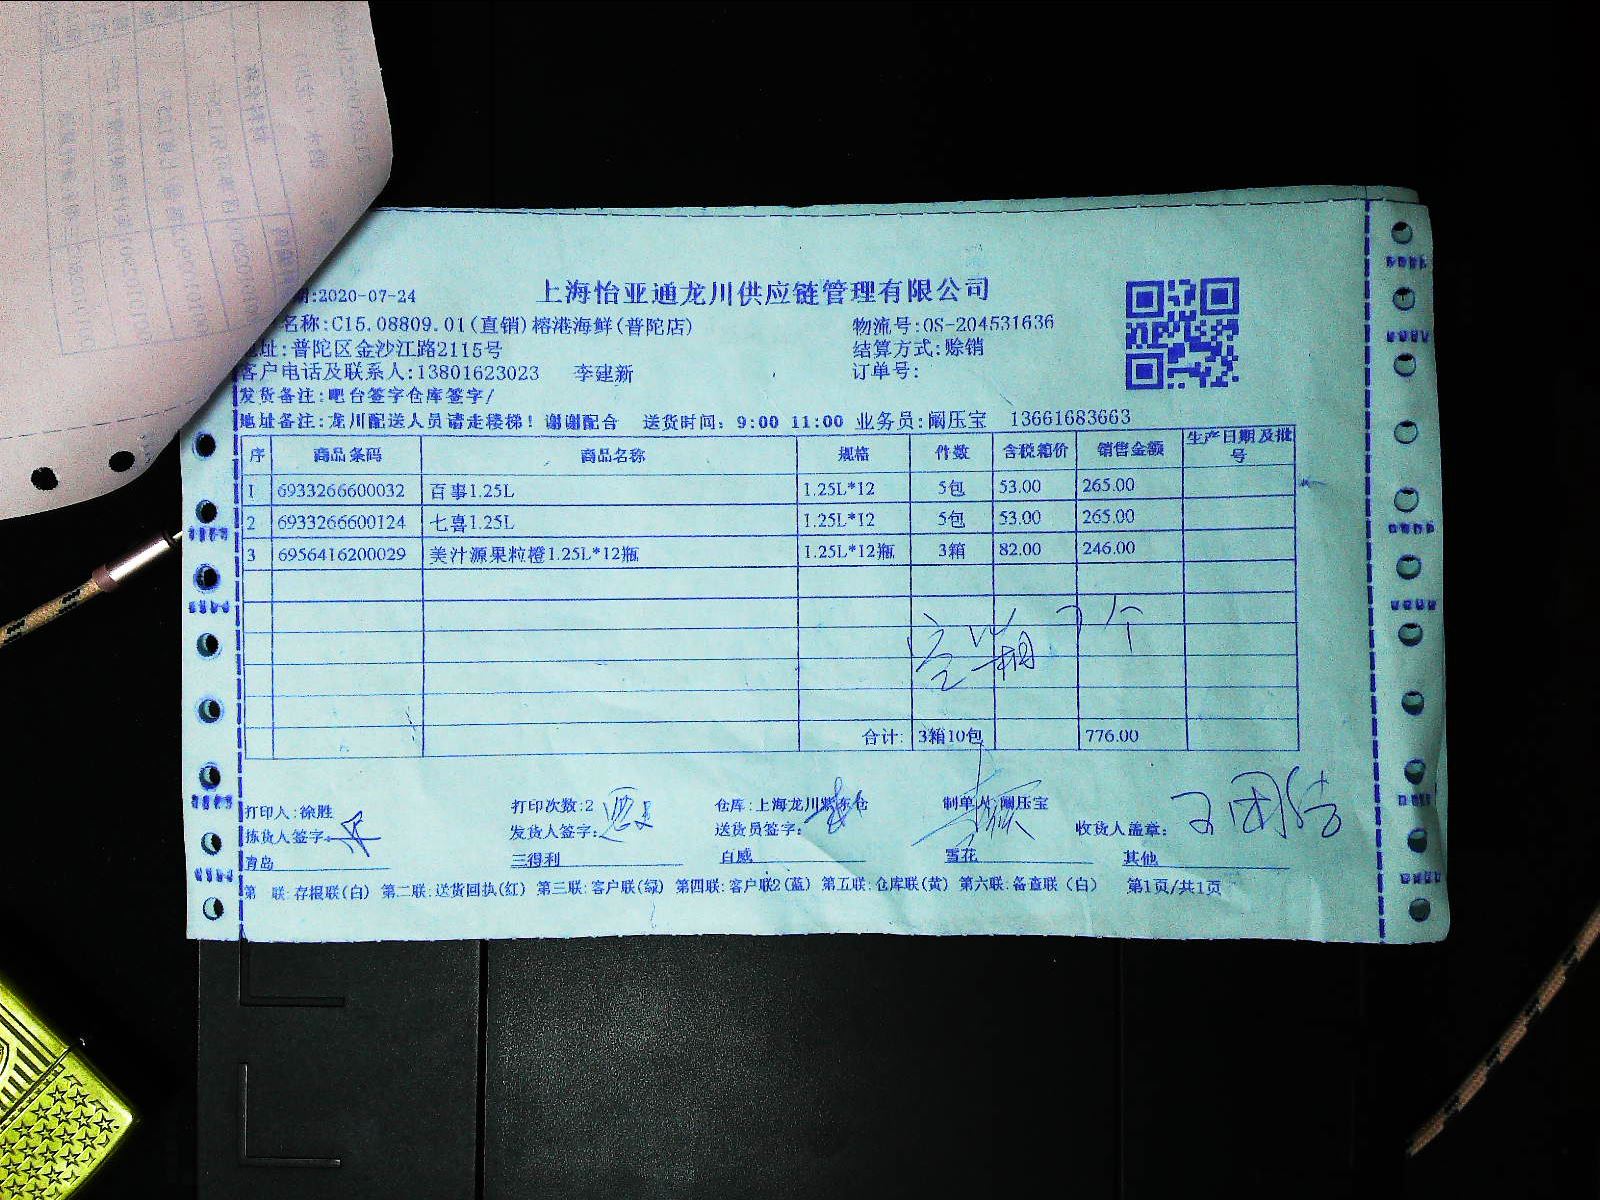 上海怡亚通龙川供应链管理有限公司
:2020-07-24
名称:C15.08809.01(直销)榕港海鲜(普陀店) 物流号:OS-204531636
址:普陀区金沙江路2115号 结算方式:赊销
客户电话及联系人:13801623023 李建新 订单号:
发货备注:吧台签字仓库签字/
地址备注:龙川配送人员请走楼梯！谢谢配合 送货时间：9:00 11:00 业务员:阚压宝 13661683663
序 商品条码 商品名称 规格 件数 含税箱价 销售金额 生产日期及批号
1 6933266600032 百事1.25L 1.25L*12 5包 53.00 265.00
2 6933266600124 七喜1.25L 1.25L*12 5包 53.00 265.00
3 6956416200029 美汁源果粒橙1.25L*12瓶 1.25L*12瓶 3箱 82.00 246.00
合计: 3箱10包 776.00
打印人:徐胜 打印次数:2 仓库:上海龙川 仓 制单人:阚压宝
拣货人签字: 发货人签字: 送货员签字: 收货人盖章:
青岛 三得利 百威 雪花 其他
第 联:存根联(白) 第二联:送货回执(红) 第三联:客户联(绿) 第四联:客户联2(蓝) 第五联:仓库联(黄) 第六联:备查联(白) 第1页/共1页